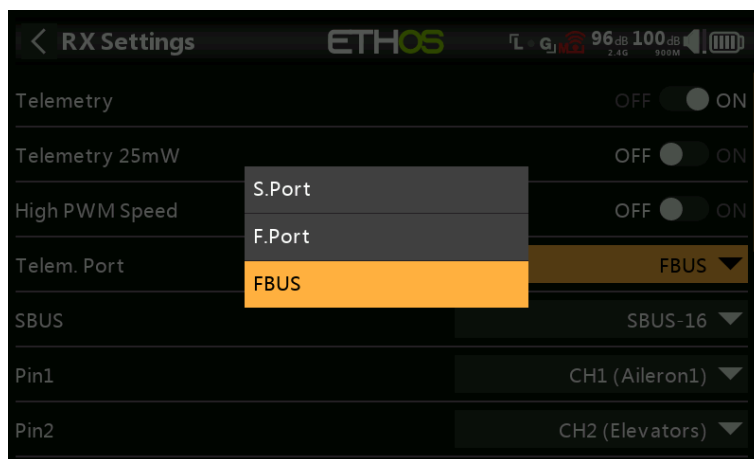 RX Settings ETHOS L G 96dB 2.4G 100dB 900M
Telemetry OFF ON
Telemetry 25mW OFF ON
S.Port
High PWM Speed OFF ON
F.Port
Telem. Port FBUS
FBUS
SBUS SBUS-16
Pin1 CH1 (Aileron1)
Pin2 CH2 (Elevators)